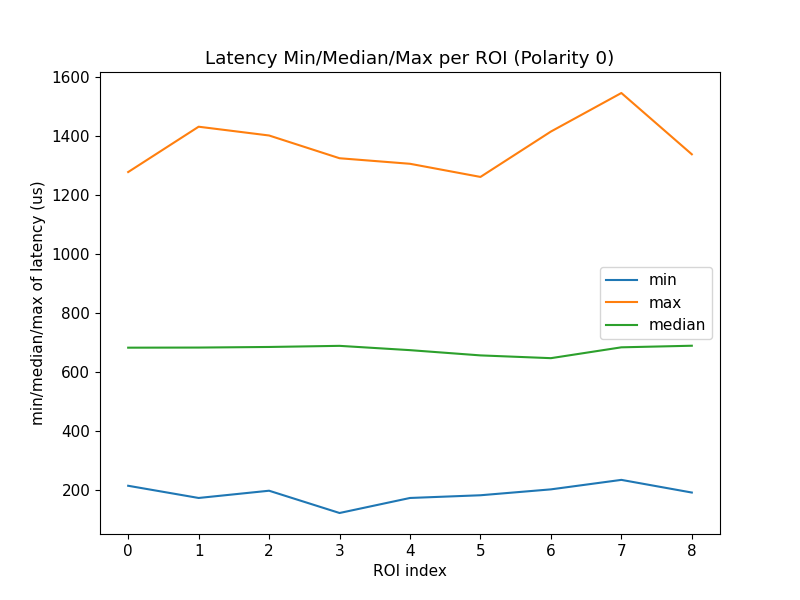 Latency Min/Median/Max per ROI (Polarity 0)
min/median/max of latency (us)
1600
1400
1200
1000
800
600
400
200
min
max
median
0 1 2 3 4 5 6 7 8
ROI index